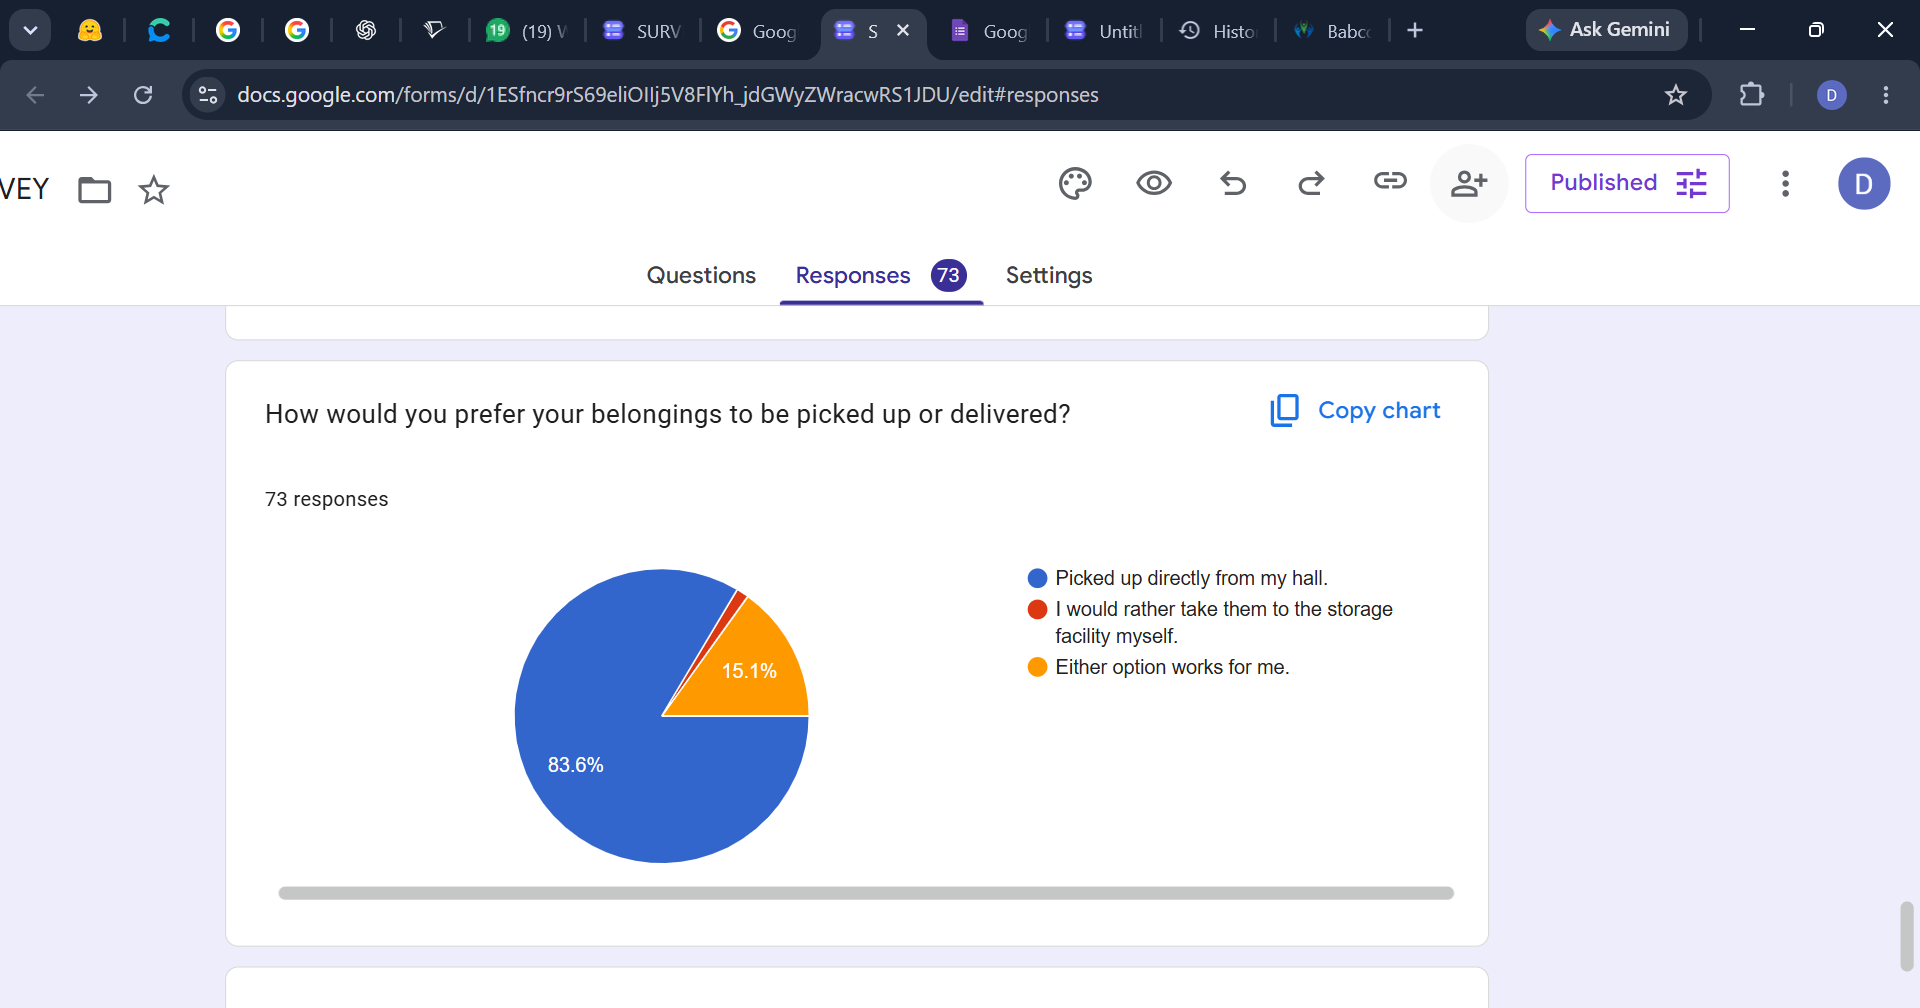 19 (19) W
SURV
Goog
S
Goog
Untitl
Histo
Babco
Ask Gemini
docs.google.com/forms/d/1ESfncr9rS69eliOIIj5V8FlYh_jdGWyZWracwRS1JDU/edit#responses
D
VEY
Published
D
Questions
Responses 73
Settings
How would you prefer your belongings to be picked up or delivered?
Copy chart
73 responses
Picked up directly from my hall.
I would rather take them to the storage
facility myself.
Either option works for me.
15.1%
83.6%